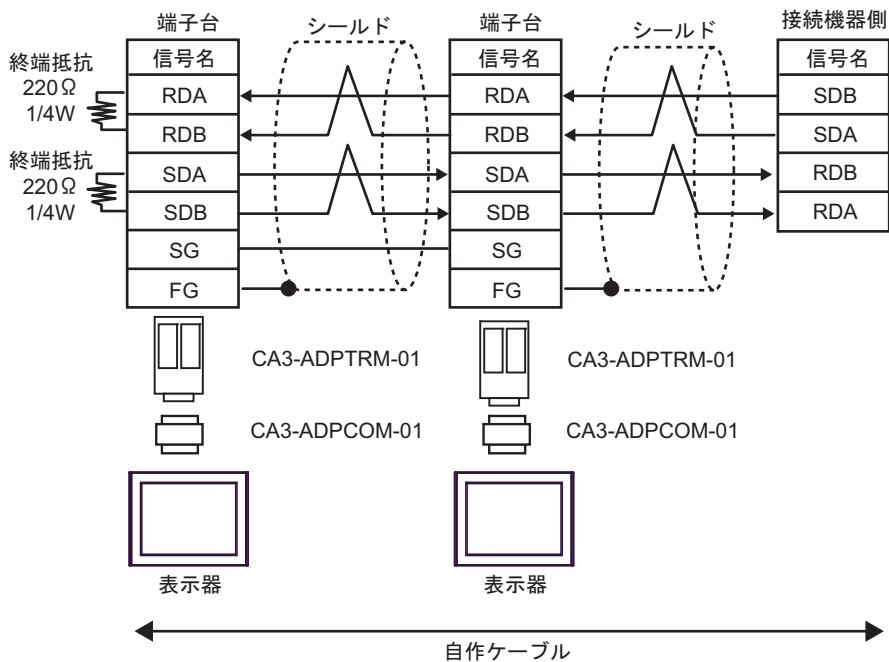 端子台
シールド
端子台
シールド
接続機器側
信号名
信号名
信号名
終端抵抗
220Ω
1/4W
RDA
RDA
SDB
RDB
RDB
SDA
終端抵抗
220Ω
1/4W
SDA
SDA
RDB
SDB
SDB
RDA
SG
SG
FG
FG
CA3-ADPTRM-01
CA3-ADPTRM-01
CA3-ADPCOM-01
CA3-ADPCOM-01
表示器
表示器
自作ケーブル